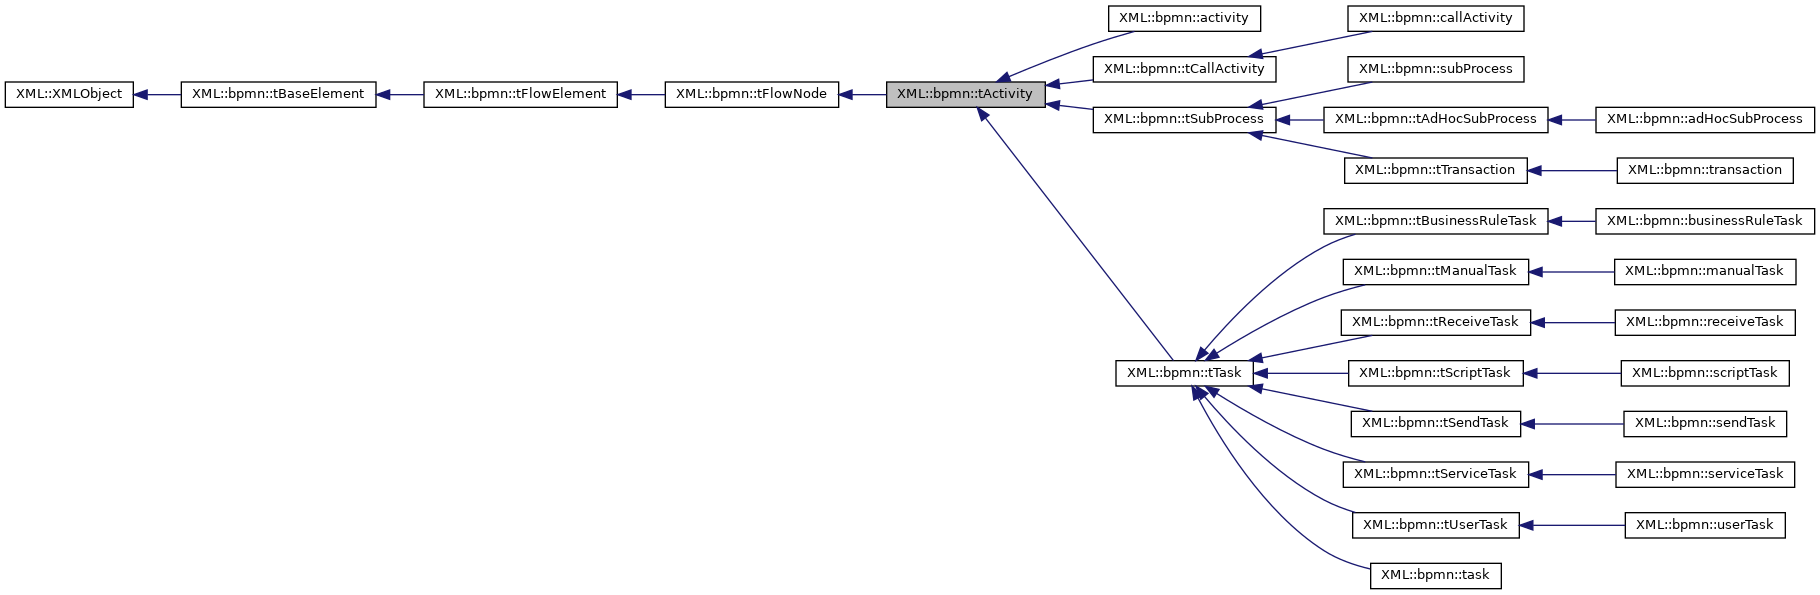 XML::bpmn::activity
XML::bpmn::callActivity
XML::bpmn::tCallActivity
XML::bpmn::subProcess
XML::XMLObject
XML::bpmn::tBaseElement
XML::bpmn::tFlowElement
XML::bpmn::tFlowNode
XML::bpmn::tActivity
XML::bpmn::tSubProcess
XML::bpmn::tAdHocSubProcess
XML::bpmn::adHocSubProcess
XML::bpmn::tTransaction
XML::bpmn::transaction
XML::bpmn::tBusinessRuleTask
XML::bpmn::businessRuleTask
XML::bpmn::tManualTask
XML::bpmn::manualTask
XML::bpmn::tReceiveTask
XML::bpmn::receiveTask
XML::bpmn::tTask
XML::bpmn::tScriptTask
XML::bpmn::scriptTask
XML::bpmn::tSendTask
XML::bpmn::sendTask
XML::bpmn::tServiceTask
XML::bpmn::serviceTask
XML::bpmn::tUserTask
XML::bpmn::userTask
XML::bpmn::task